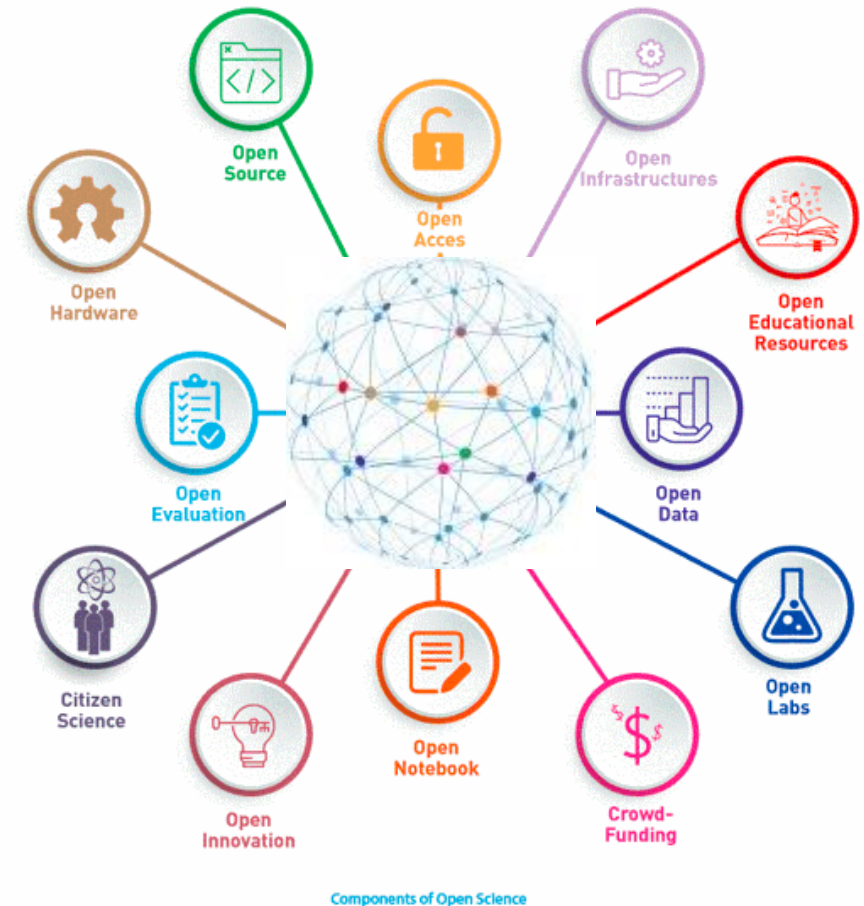 Open
Source
Open
Acces
Open
Infrastructures
Open
Hardware
Open
Educational
Resources
Open
Evaluation
Open
Data
Citizen
Science
Open
Labs
Open
Innovation
Open
Notebook
Crowd-
Funding
Components of Open Science